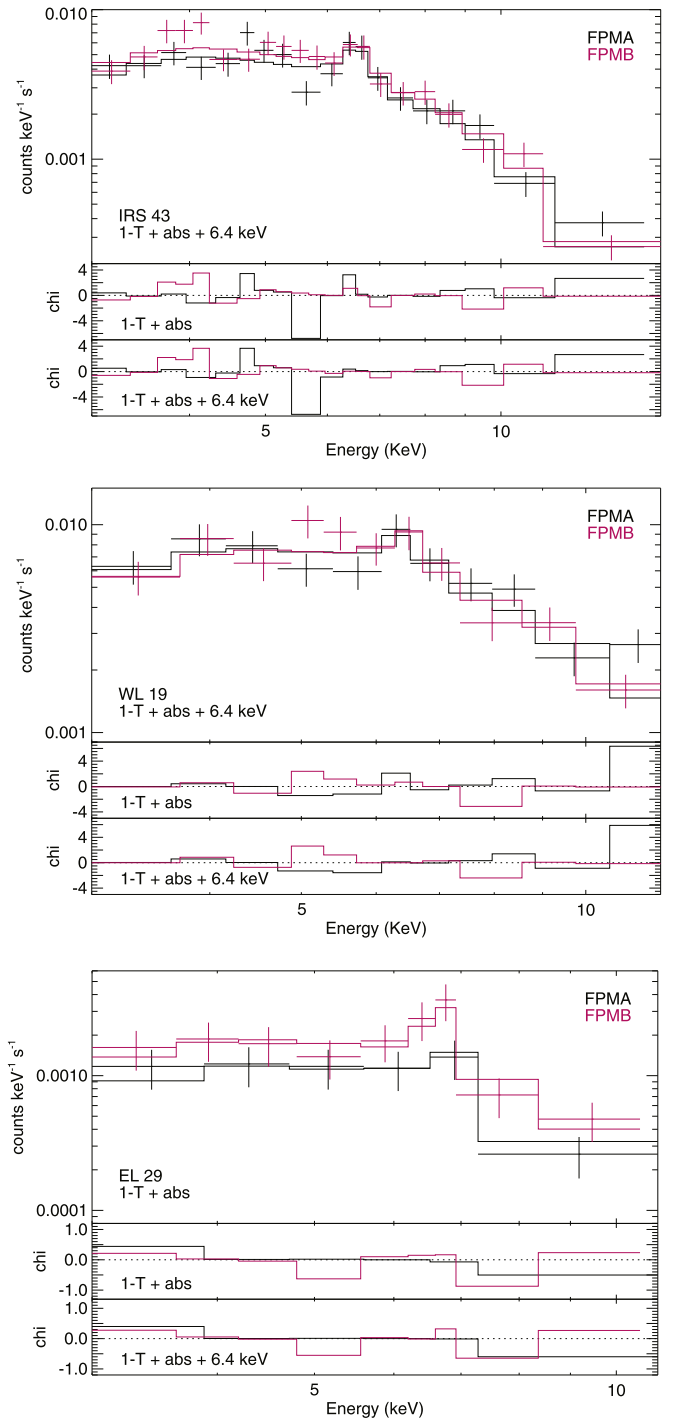 0.010
FPMA
FPMB
counts keV-1 s-1
0.001
IRS 43
1-T + abs + 6.4 keV
4
0
-4
chi
1-T + abs
4
0
-4
chi
1-T + abs + 6.4 keV
5
10
Energy (KeV)
0.010
FPMA
FPMB
counts keV-1 s-1
WL 19
1-T + abs + 6.4 keV
0.001
4
0
-4
chi
1-T + abs
4
0
-4
chi
1-T + abs + 6.4 keV
5
10
Energy (KeV)
FPMA
FPMB
counts keV-1 s-1
0.0010
EL 29
1-T + abs
0.0001
1.0
0.0
-1.0
chi
1-T + abs
1.0
0.0
-1.0
chi
1-T + abs + 6.4 keV
5
10
Energy (keV)